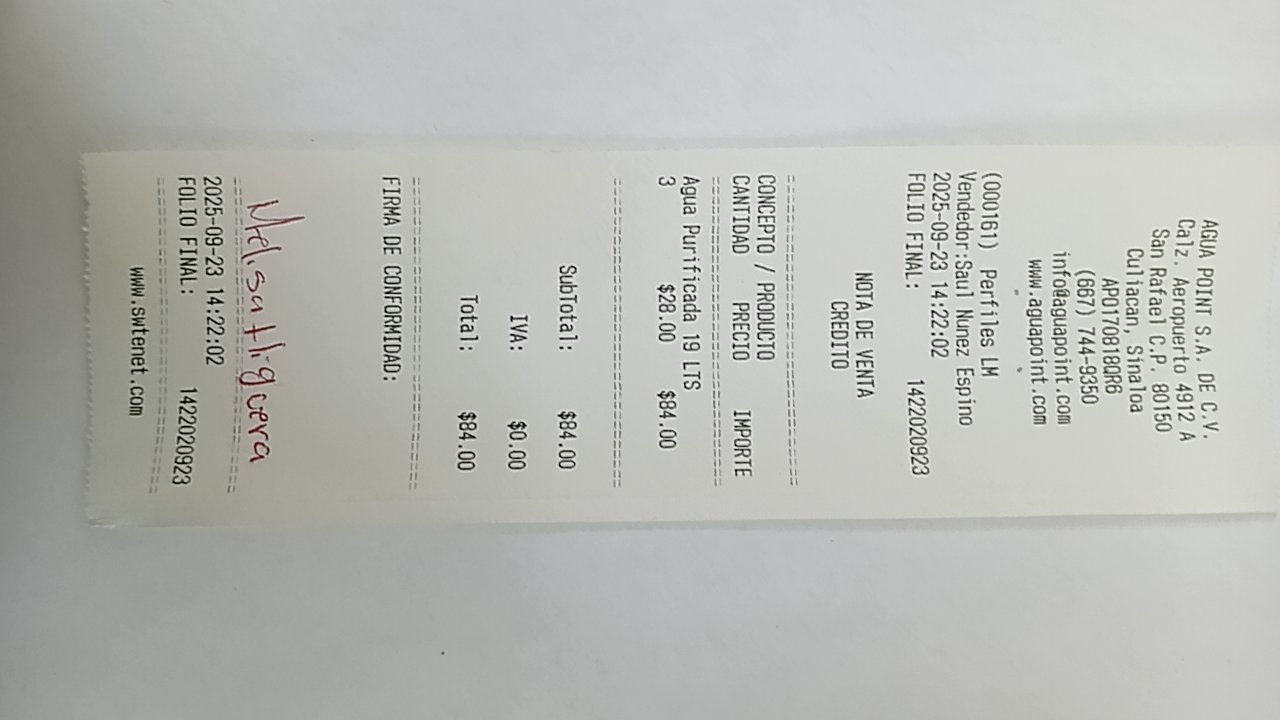 AGUA POINT S.A. DE C.V.
Calz. Aeropuerto 4912 A
San Rafael C.P. 80150
Culiacan, Sinaloa
APO170818QR6
(667) 744-9350
info@aguapoint.com
www.aguapoint.com
(000161) Perfiles LM
Vendedor:Saul Nunez Espino
2025-09-23 14:22:02
FOLIO FINAL: 1422020923
NOTA DE VENTA
CREDITO
CONCEPTO / PRODUCTO
CANTIDAD PRECIO IMPORTE
Agua Purificada 19 LTS
3 $28.00 $84.00
SubTotal: $84.00
IVA: $0.00
Total: $84.00
FIRMA DE CONFORMIDAD:
Melisa Higuera
2025-09-23 14:22:02
FOLIO FINAL: 1422020923
www.swtenet.com